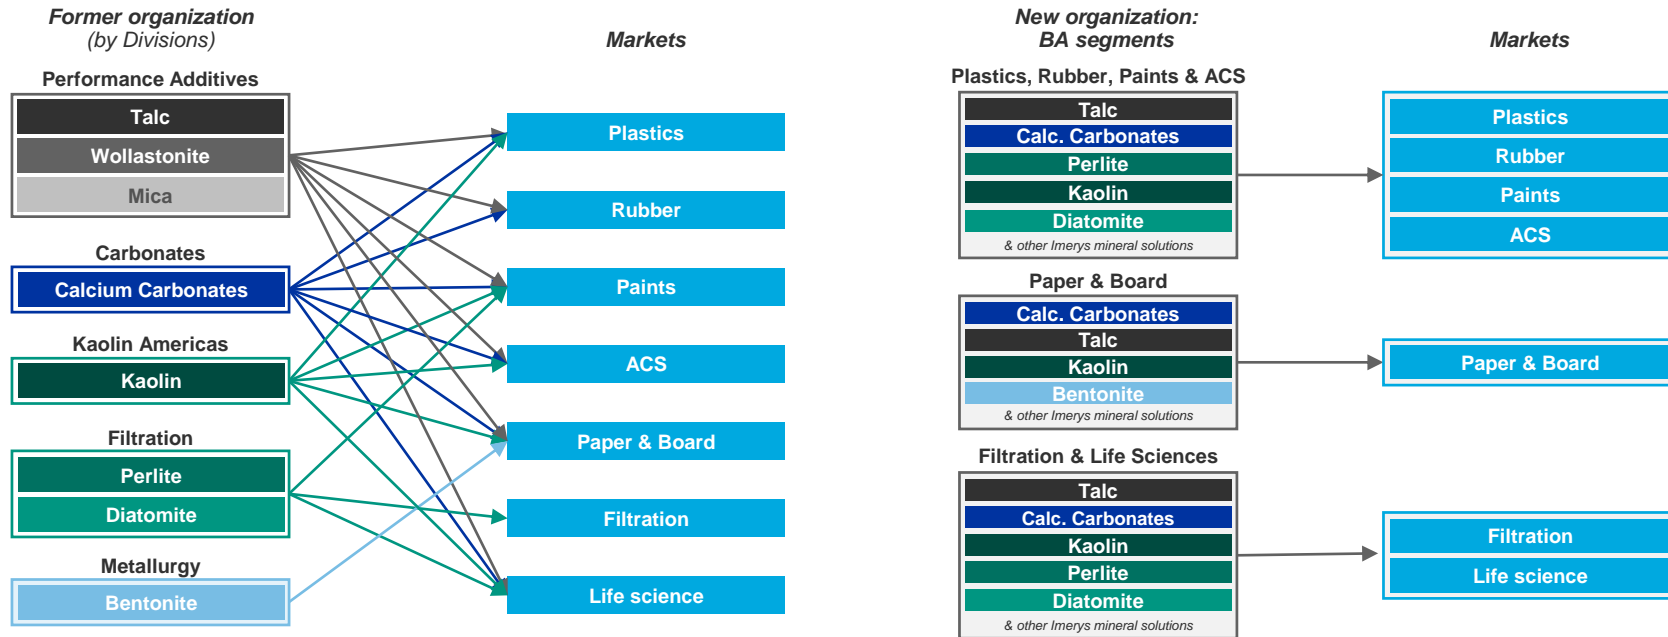 Former organization
(by Divisions)
Markets
Performance Additives
Talc
Wollastonite
Mica
Carbonates
Calcium Carbonates
Kaolin Americas
Kaolin
Filtration
Perlite
Diatomite
Metallurgy
Bentonite
Plastics
Rubber
Paints
ACS
Paper & Board
Filtration
Life science
New organization:
BA segments
Markets
Plastics, Rubber, Paints & ACS
Talc
Calc. Carbonates
Perlite
Kaolin
Diatomite
& other Imerys mineral solutions
Plastics
Rubber
Paints
ACS
Paper & Board
Calc. Carbonates
Talc
Kaolin
Bentonite
& other Imerys mineral solutions
Paper & Board
Filtration & Life Sciences
Talc
Calc. Carbonates
Kaolin
Perlite
Diatomite
& other Imerys mineral solutions
Filtration
Life science